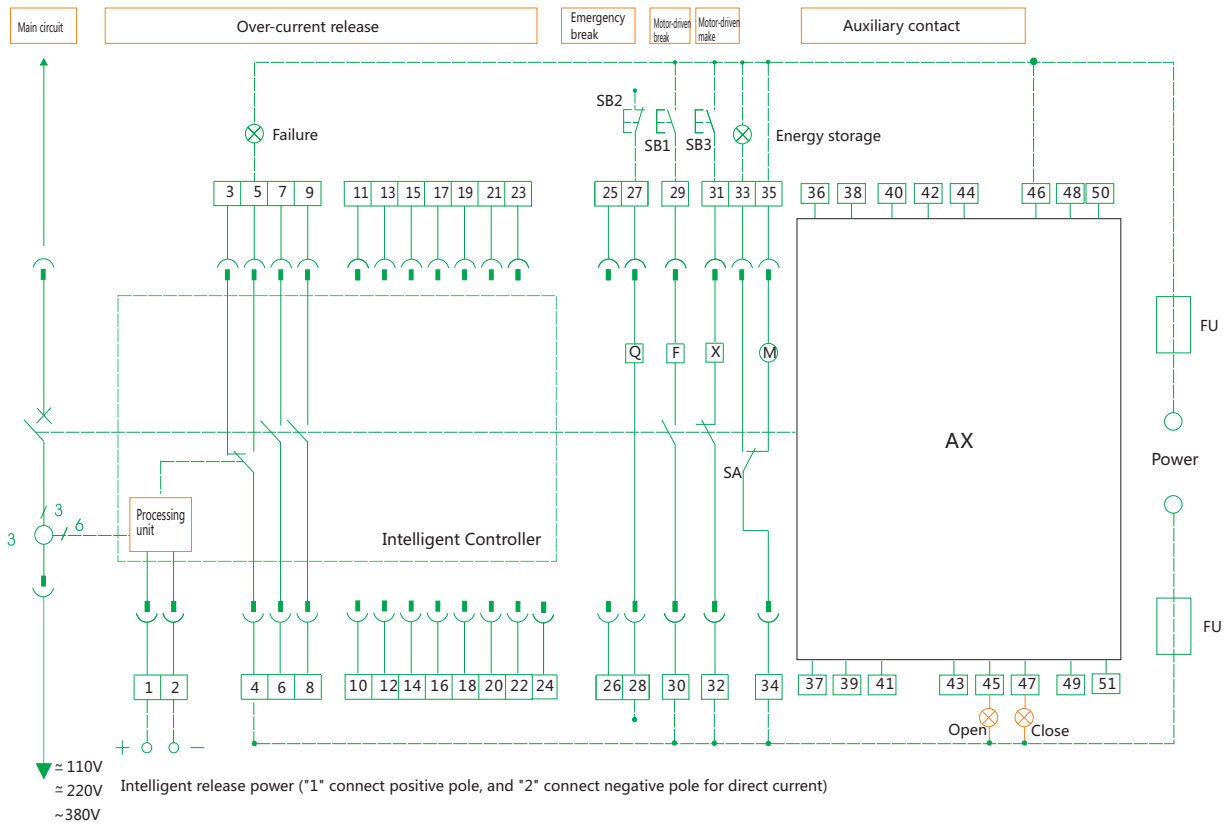 Main circuit
Over-current release
Emergency
break
Motor-driven
break
Motor-driven
make
Auxiliary contact
SB2
SB1
SB3
Failure
Energy storage
3 5 7 9 11 13 15 17 19 21 23 25 27 29 31 33 35
36 38 40 42 44 46 48 50
FU
Q F X M
AX
Power
SA
3
6
3
Processing
unit
Intelligent Controller
FU
1 2 4 6 8 10 12 14 16 18 20 22 24 26 28 30 32 34
37 39 41 43 45 47 49 51
Open
Close
+ −
≃ 110V
≃ 220V
~380V
Intelligent release power ("1" connect positive pole, and "2" connect negative pole for direct current)